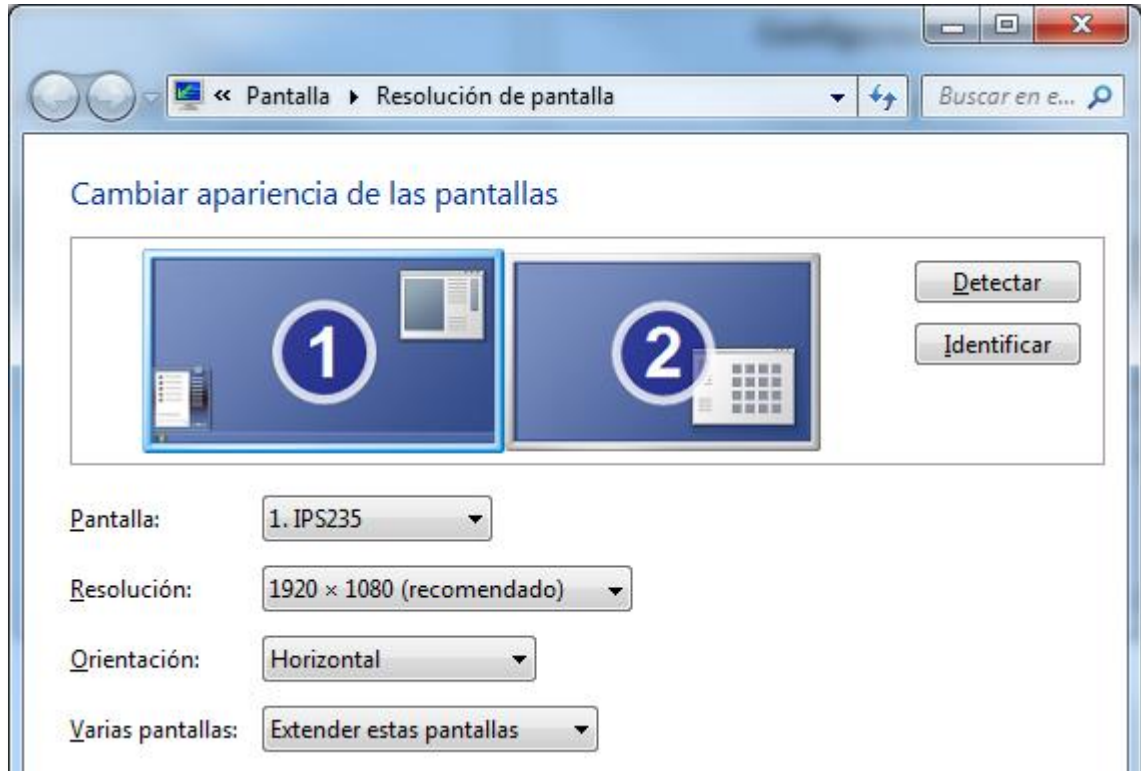 « Pantalla ▸ Resolución de pantalla
Buscar en e...
Cambiar apariencia de las pantallas
1
2
Detectar
Identificar
Pantalla: 1. IPS235
Resolución: 1920 × 1080 (recomendado)
Orientación: Horizontal
Varias pantallas: Extender estas pantallas